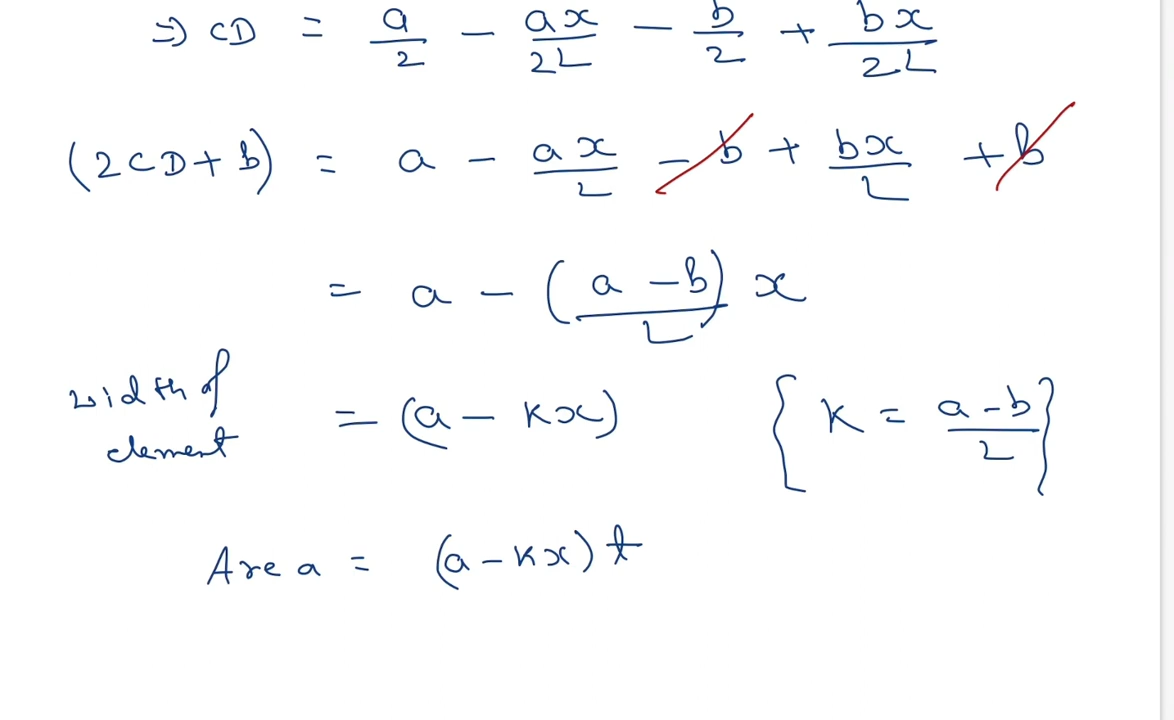 ⇒ CD = a/2 - ax/2L - b/2 + bx/2L
(2CD + b) = a - ax/L - b + bx/L + b
= a - (a - b)/L x
width of element = (a - Kx) {K = a - b/L}
Area = (a - Kx) t